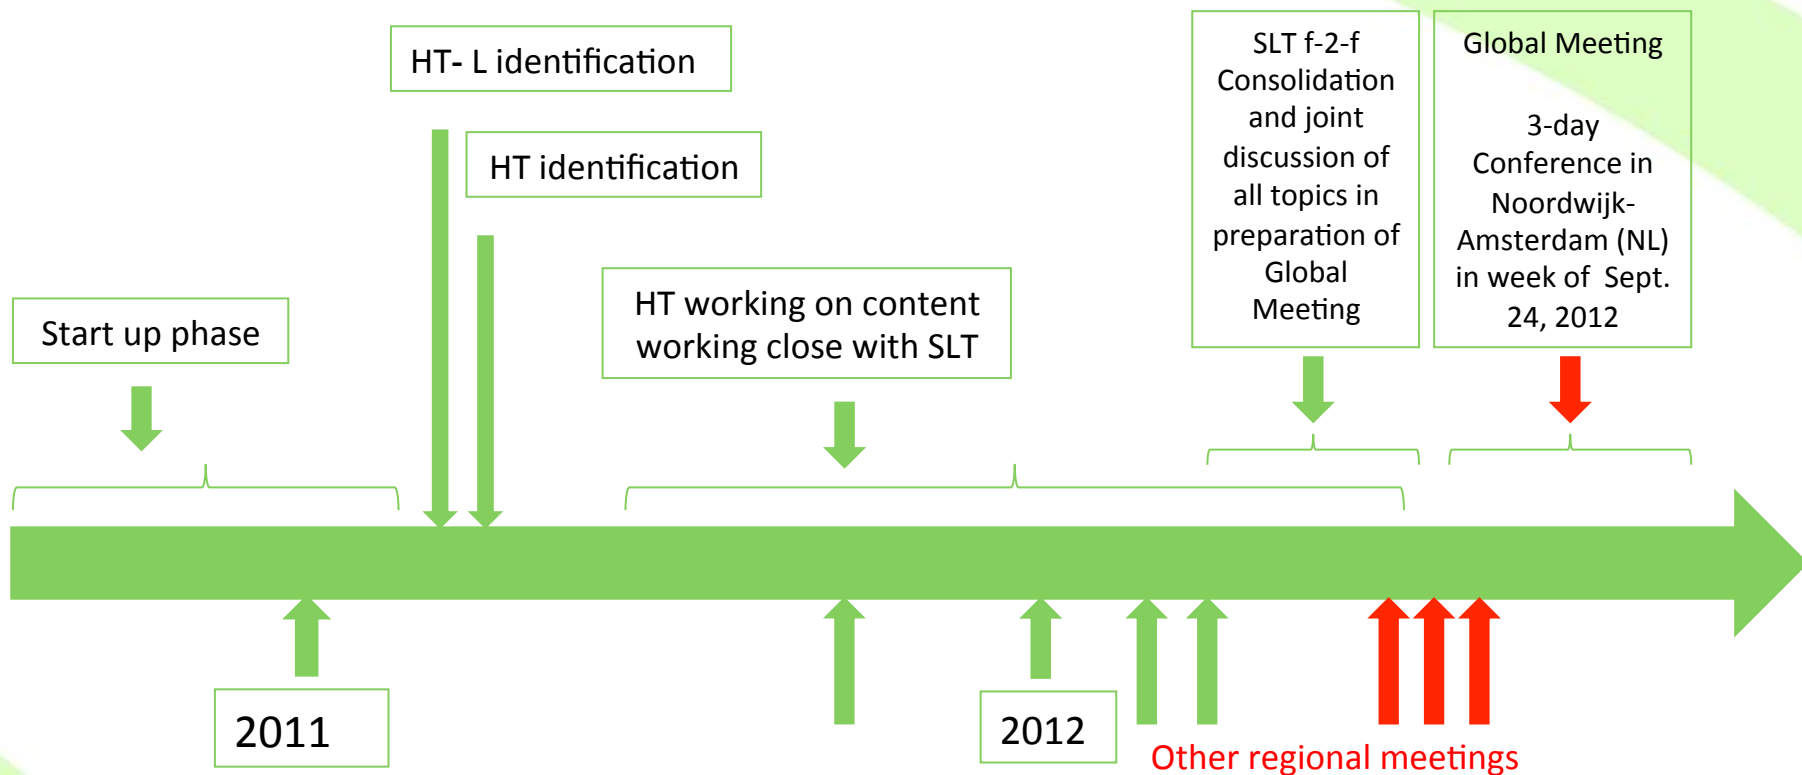 HT- L identification
HT identification
Start up phase
HT working on content
working close with SLT
SLT f-2-f
Consolidation
and joint
discussion of
all topics in
preparation of
Global
Meeting
Global Meeting
3-day
Conference in
Noordwijk-
Amsterdam (NL)
in week of Sept.
24, 2012
2011
2012
Other regional meetings